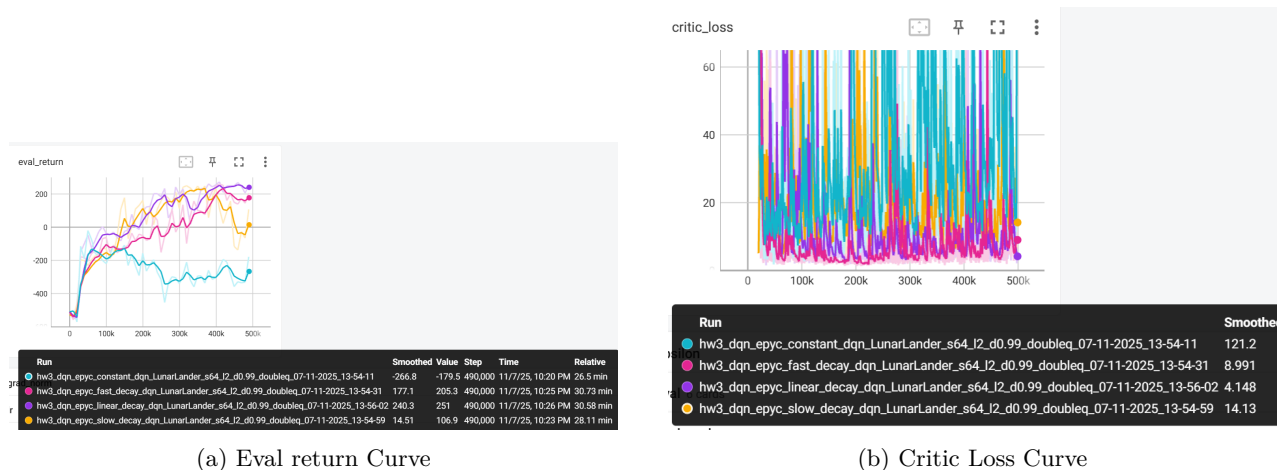 critic_loss
60
40
20
0 100k 200k 300k 400k 500k
Run Smoothed
hw3_dqn_epyc_constant_dqn_LunarLander_s64_l2_d0.99_doubleq_07-11-2025_13-54-11 121.2
hw3_dqn_epyc_fast_decay_dqn_LunarLander_s64_l2_d0.99_doubleq_07-11-2025_13-54-31 8.991
hw3_dqn_epyc_linear_decay_dqn_LunarLander_s64_l2_d0.99_doubleq_07-11-2025_13-56-02 4.148
hw3_dqn_epyc_slow_decay_dqn_LunarLander_s64_l2_d0.99_doubleq_07-11-2025_13-54-59 14.13
eval_return
200
0
-200
-400
0 100k 200k 300k 400k 500k
Run Smoothed Value Step Time Relative
hw3_dqn_epyc_constant_dqn_LunarLander_s64_l2_d0.99_doubleq_07-11-2025_13-54-11 -266.8 -179.5 490,000 11/7/25, 10:20 PM 26.5 min
hw3_dqn_epyc_fast_decay_dqn_LunarLander_s64_l2_d0.99_doubleq_07-11-2025_13-54-31 177.1 205.3 490,000 11/7/25, 10:25 PM 30.73 min
hw3_dqn_epyc_linear_decay_dqn_LunarLander_s64_l2_d0.99_doubleq_07-11-2025_13-56-02 240.3 251 490,000 11/7/25, 10:26 PM 30.58 min
hw3_dqn_epyc_slow_decay_dqn_LunarLander_s64_l2_d0.99_doubleq_07-11-2025_13-54-59 14.51 106.9 490,000 11/7/25, 10:23 PM 28.11 min
(a) Eval return Curve
(b) Critic Loss Curve